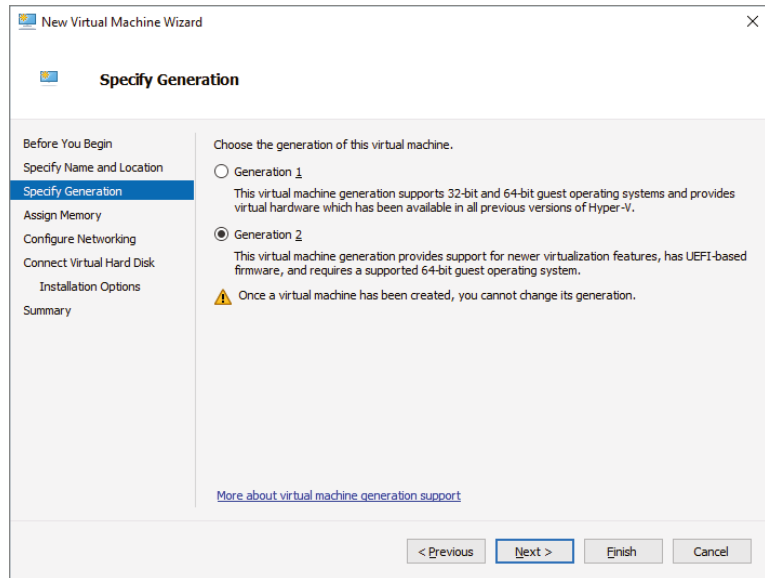 New Virtual Machine Wizard
Specify Generation
Before You Begin
Specify Name and Location
Specify Generation
Assign Memory
Configure Networking
Connect Virtual Hard Disk
Installation Options
Summary
Choose the generation of this virtual machine.
Generation 1
This virtual machine generation supports 32-bit and 64-bit guest operating systems and provides
virtual hardware which has been available in all previous versions of Hyper-V.
Generation 2
This virtual machine generation provides support for newer virtualization features, has UEFI-based
firmware, and requires a supported 64-bit guest operating system.
Once a virtual machine has been created, you cannot change its generation.
More about virtual machine generation support
< Previous
Next >
Finish
Cancel